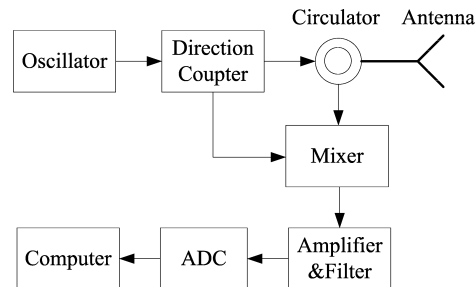 Circulator
Antenna
Oscillator
Direction
Coupter
Mixer
Computer
ADC
Amplifier
&Filter